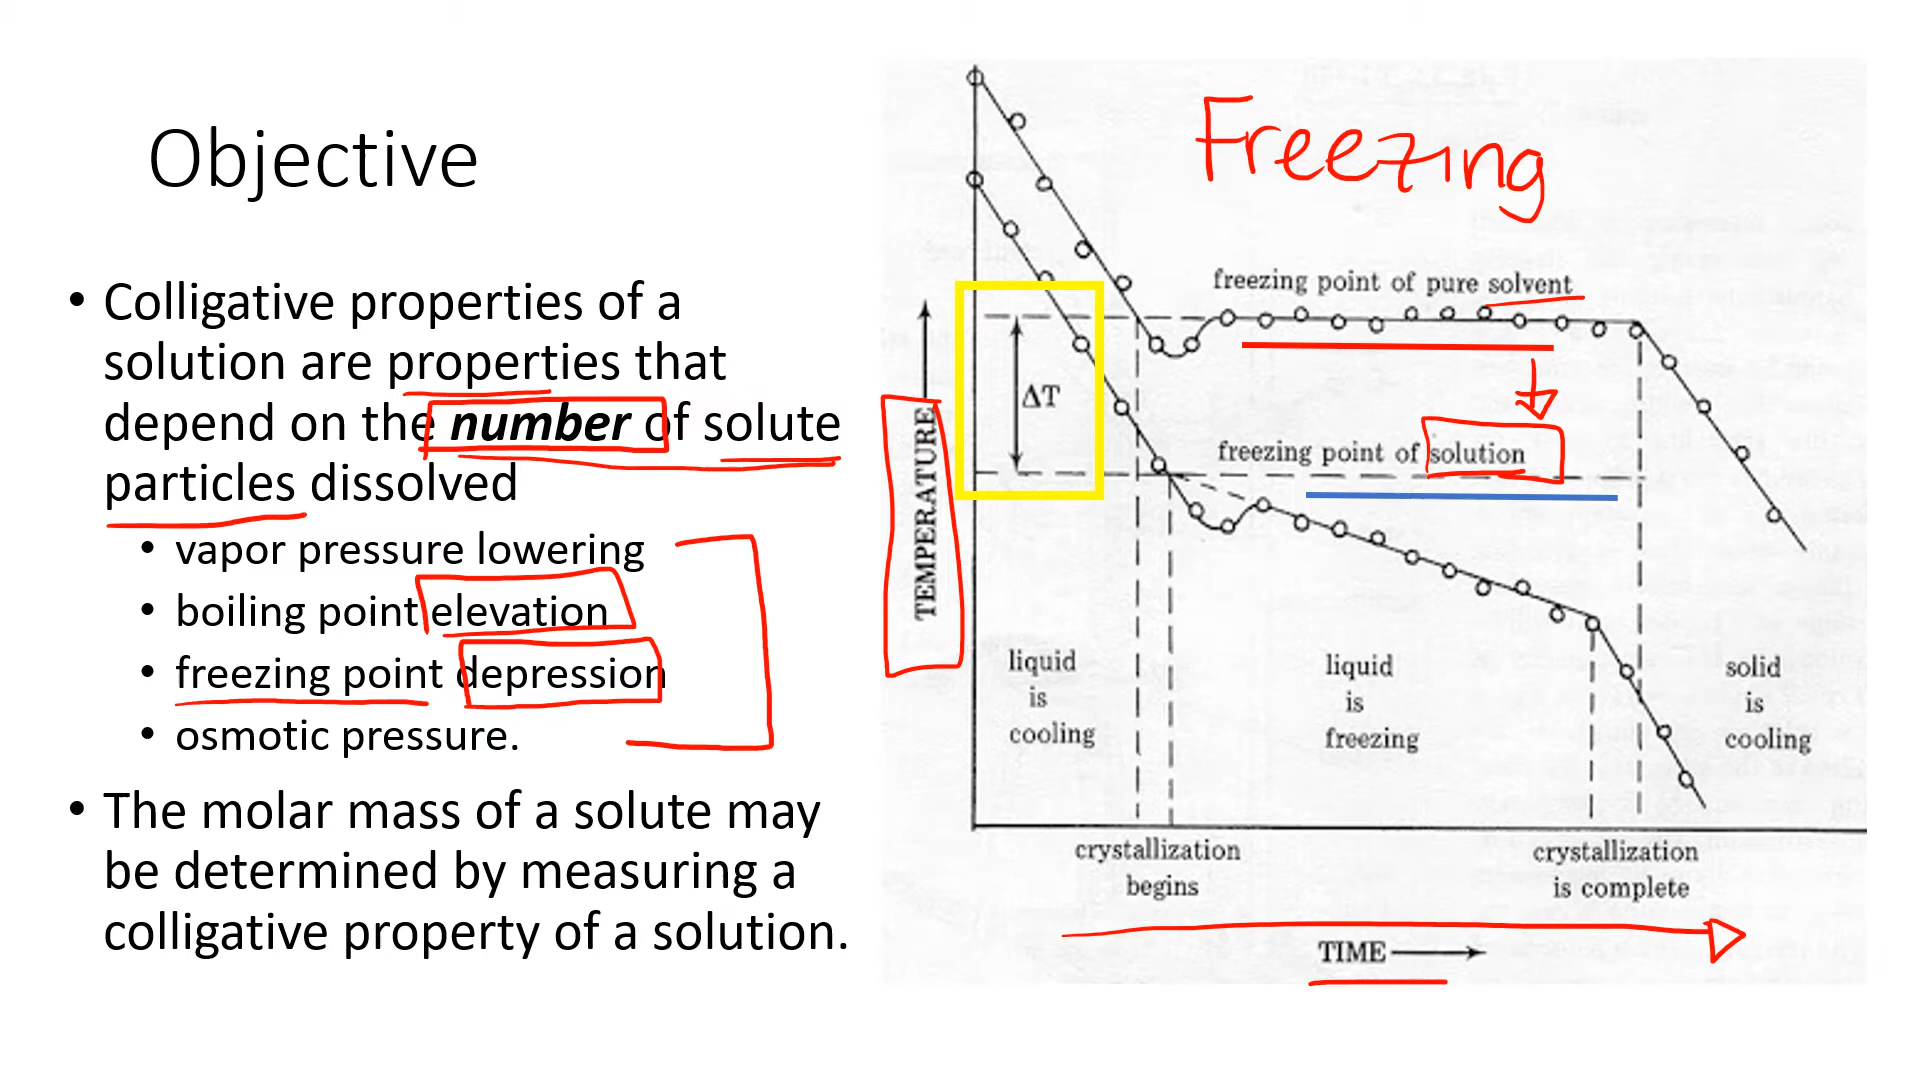 Objective
• Colligative properties of a
solution are properties that
depend on the number of solute
particles dissolved
• vapor pressure lowering
• boiling point elevation
• freezing point depression
• osmotic pressure.
• The molar mass of a solute may
be determined by measuring a
colligative property of a solution.
Freezing
freezing point of pure solvent
ΔT
freezing point of solution
TEMPERATURE
liquid
is
cooling
liquid
is
freezing
solid
is
cooling
crystallization
begins
crystallization
is complete
TIME